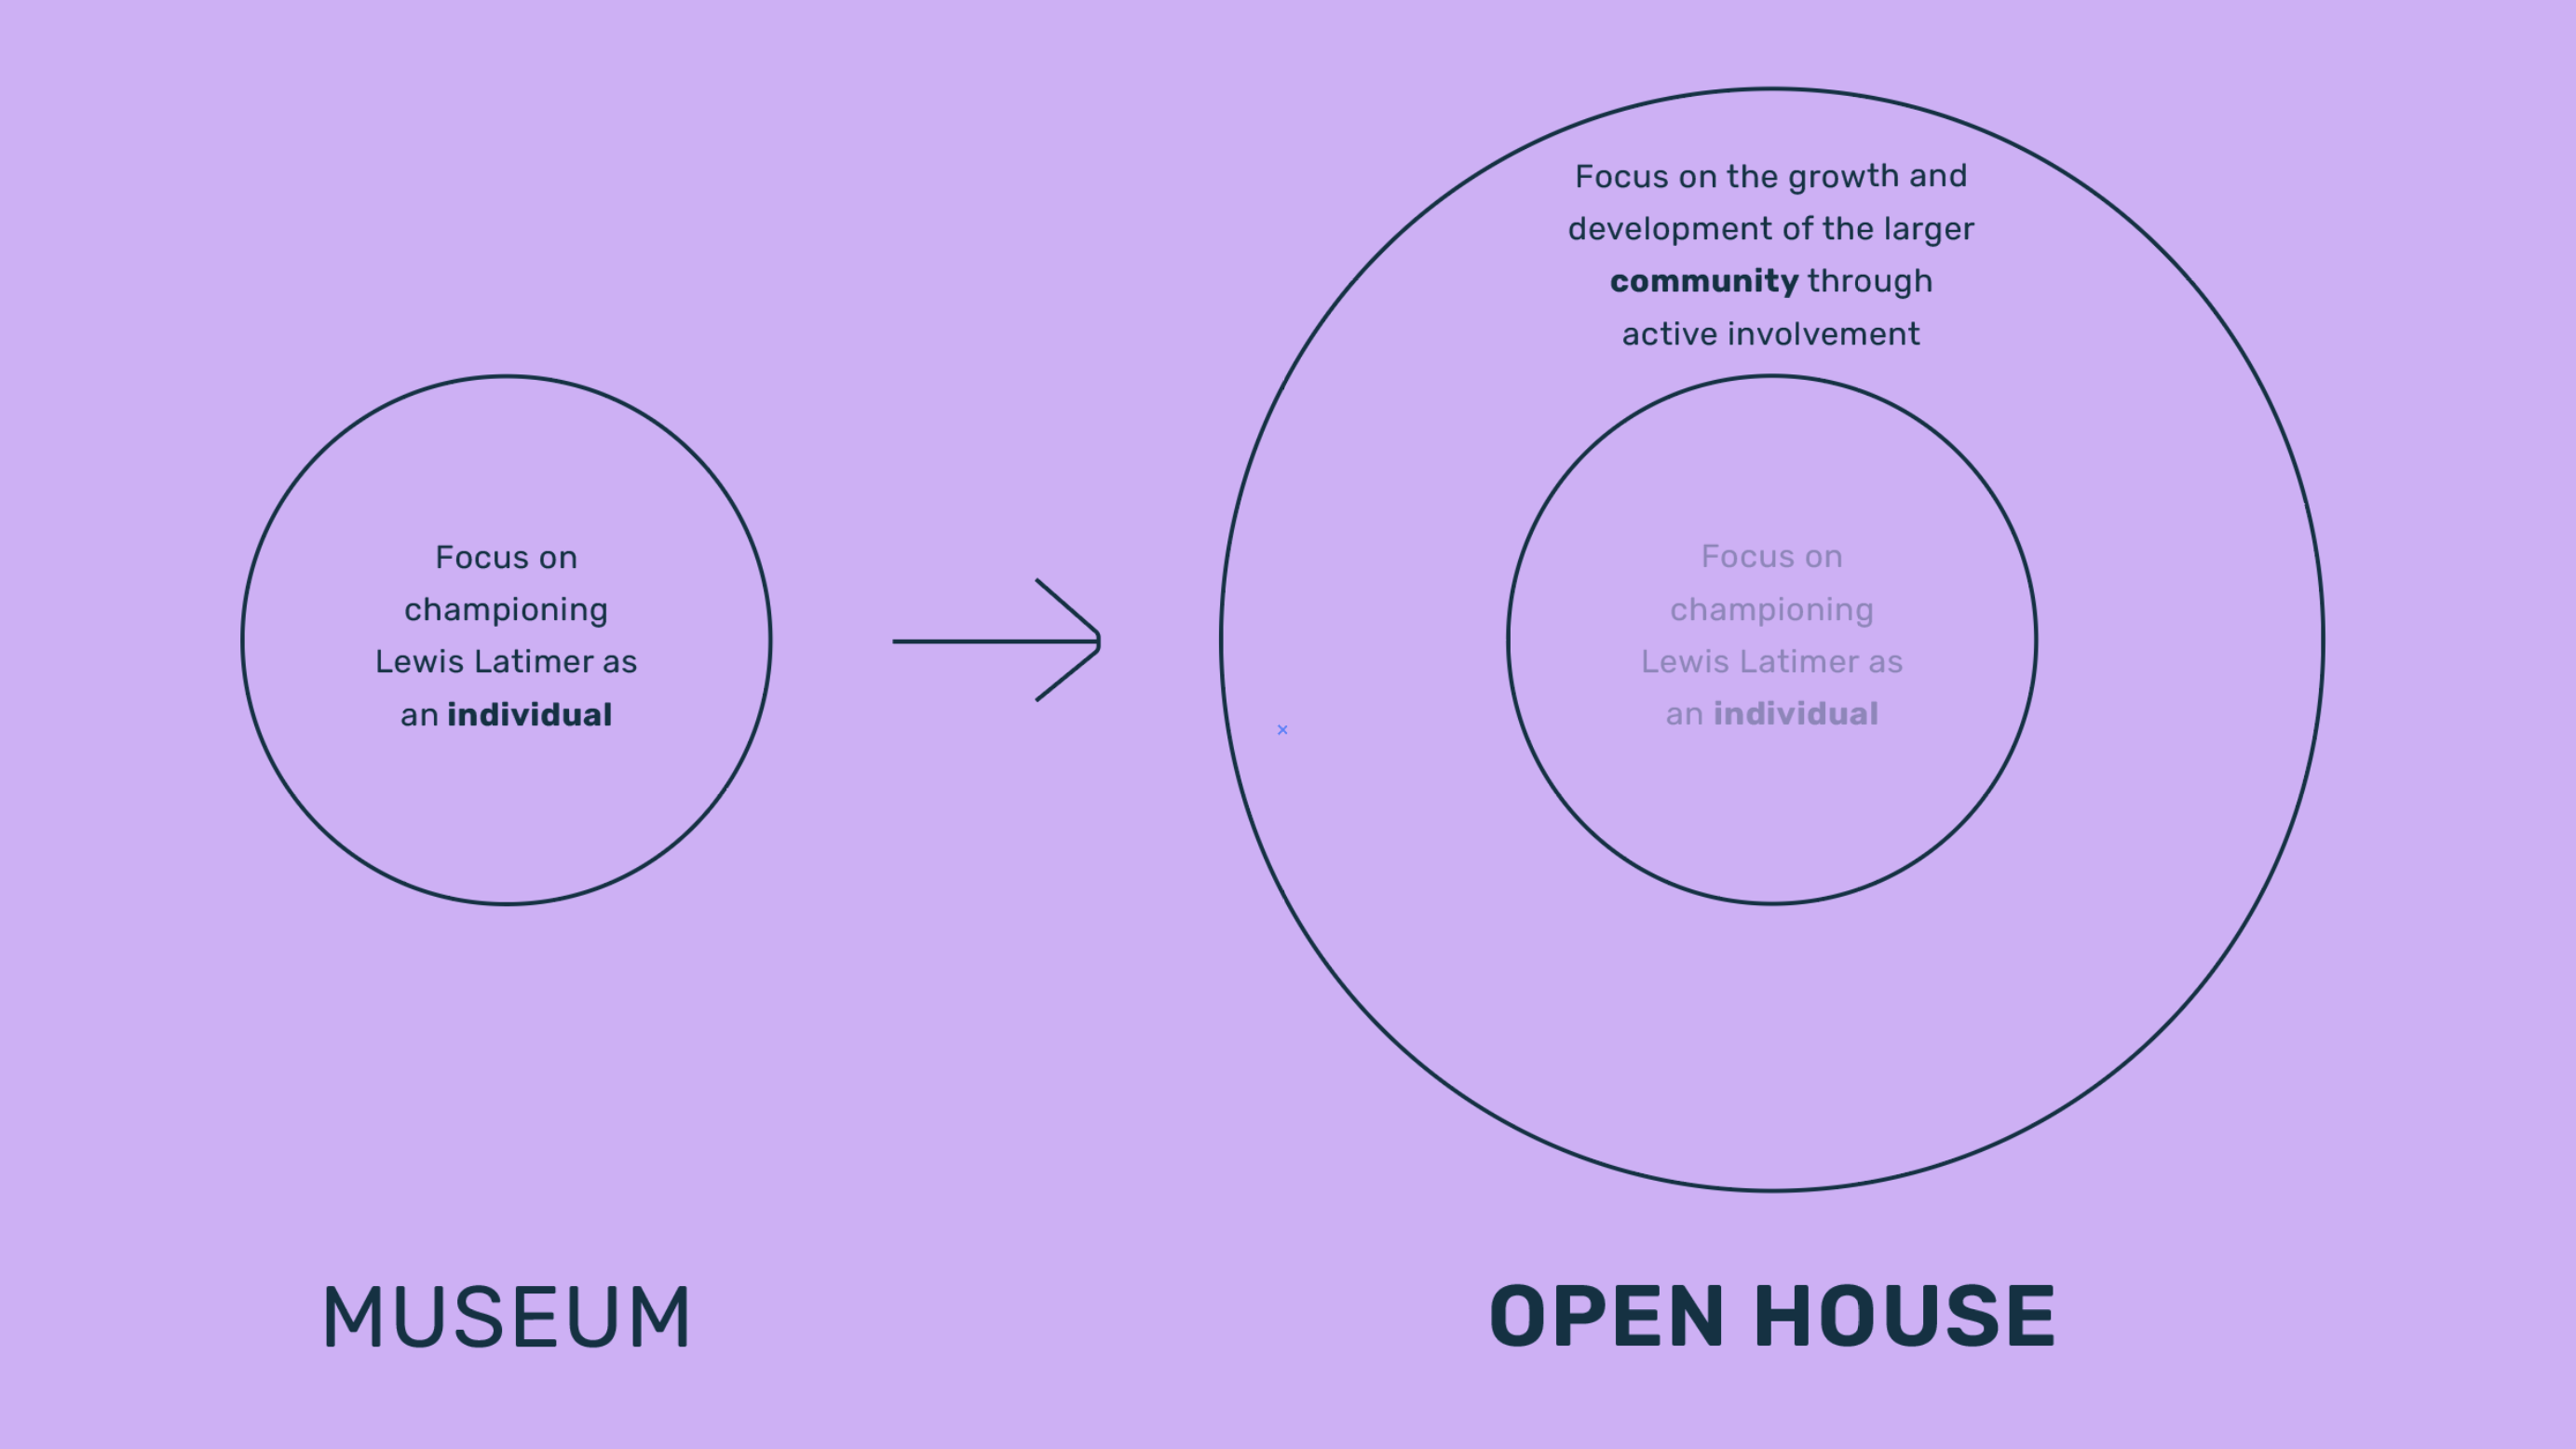 Focus on
championing
Lewis Latimer as
an individual
Focus on the growth and
development of the larger
community through
active involvement
Focus on
championing
Lewis Latimer as
an individual
MUSEUM
OPEN HOUSE